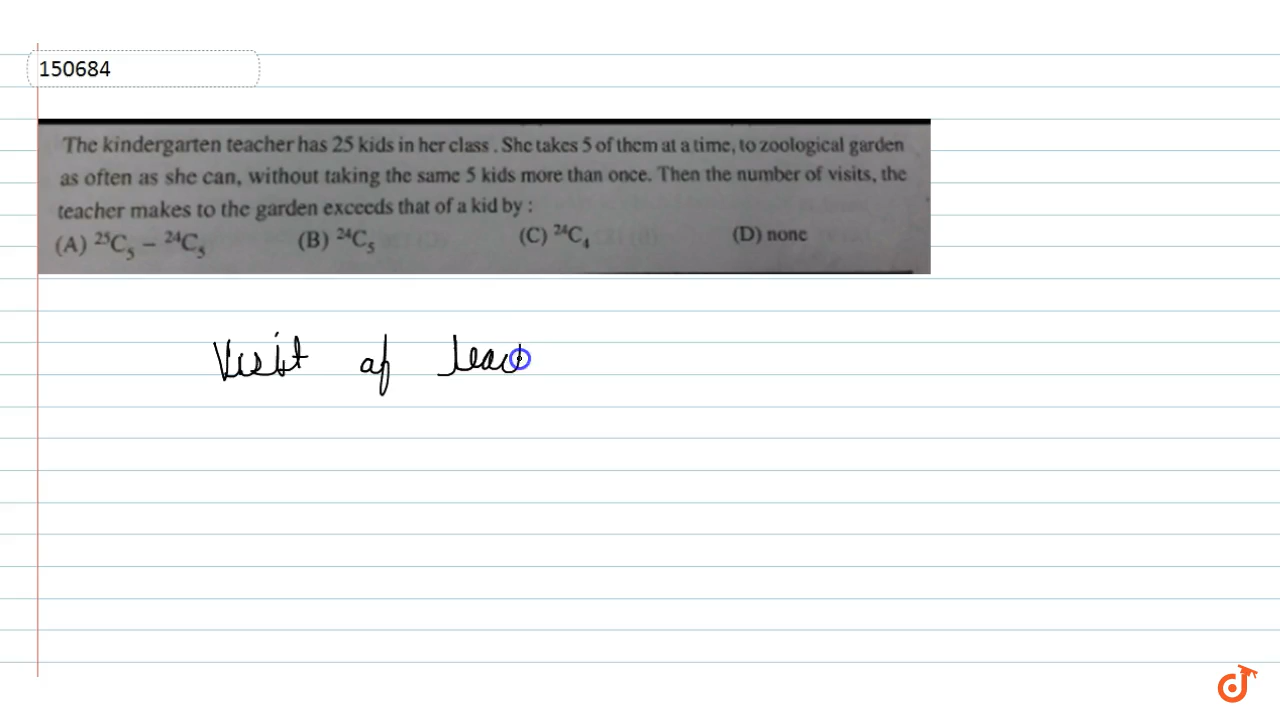 150684
The kindergarten teacher has 25 kids in her class . She takes 5 of them at a time, to zoological garden
as often as she can, without taking the same 5 kids more than once. Then the number of visits, the
teacher makes to the garden exceeds that of a kid by :
(A) ²⁵C₅ – ²⁴C₅ (B) ²⁴C₅ (C) ²⁴C₄ (D) none
Visit of teac